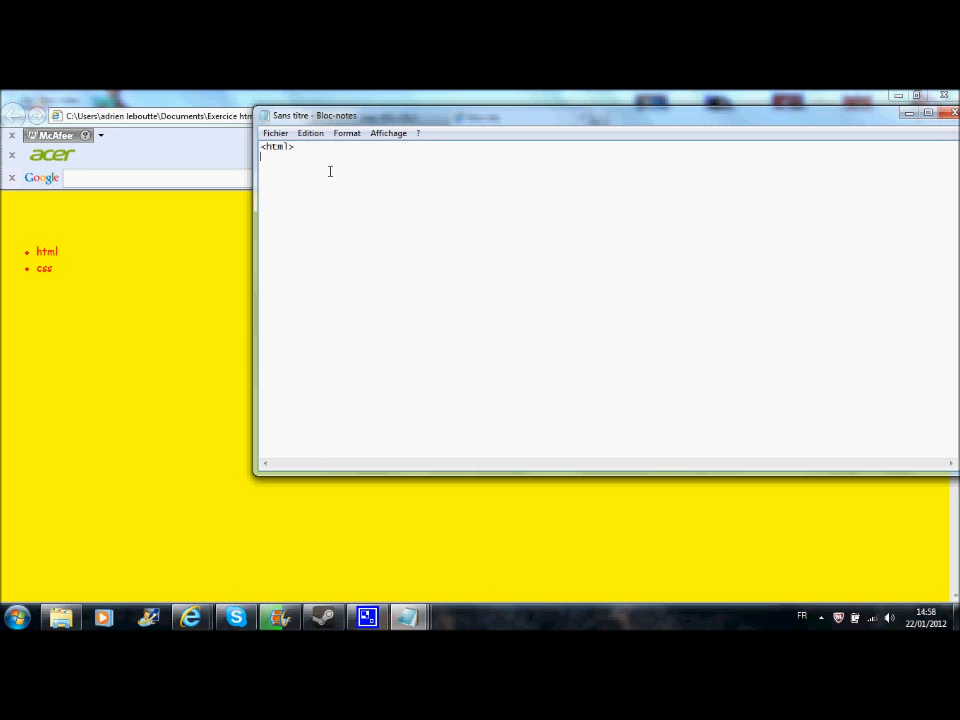 C:\Users\adrien leboutte\Documents\Exercice htm
Sans titre - Bloc-notes
Fichier Edition Format Affichage ?
McAfee
acer
Google
<html>
html
css
FR
14:58
22/01/2012